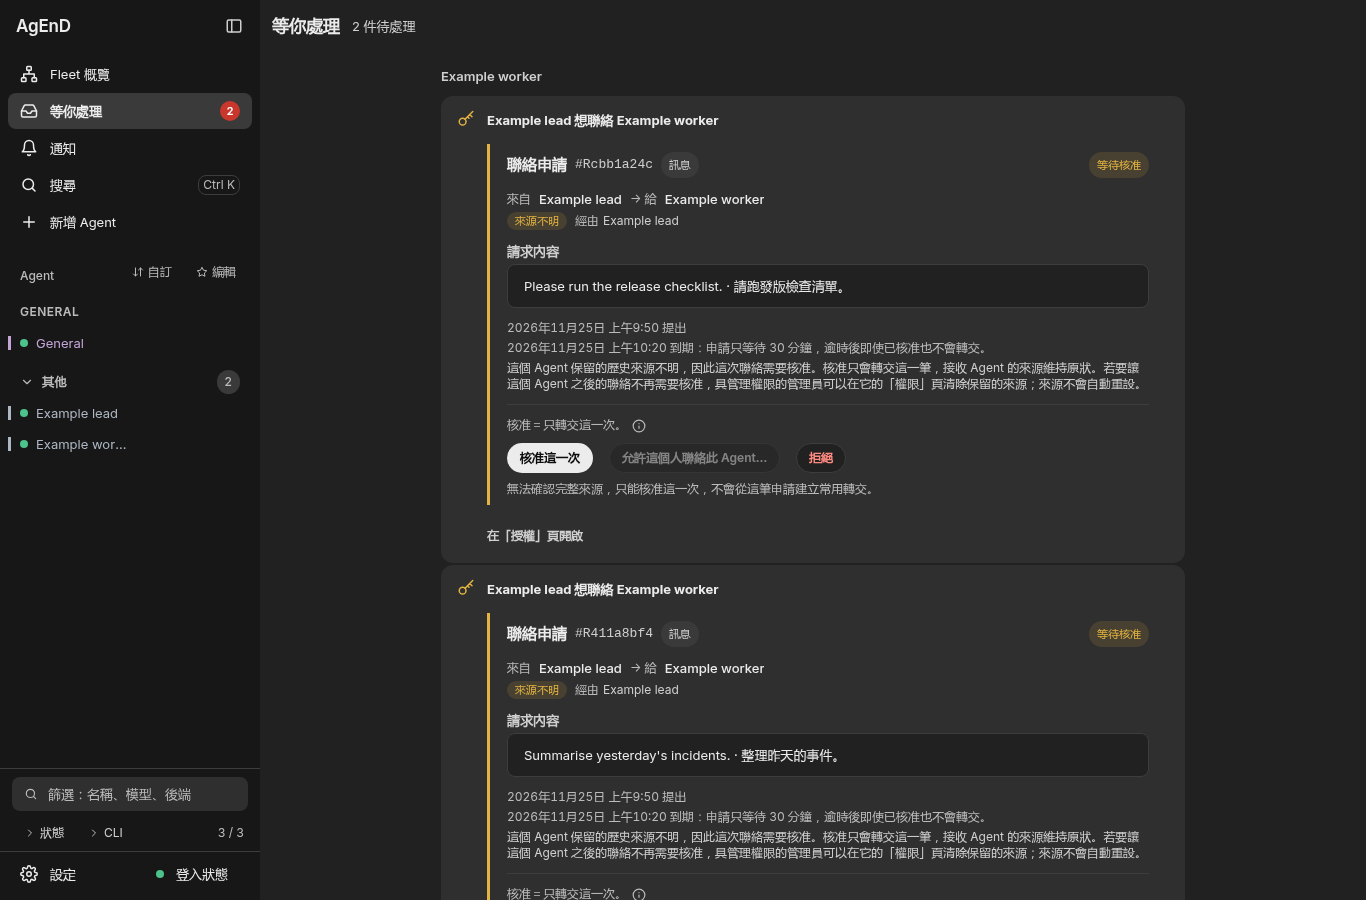 AgEnD
Fleet 概覽
等你處理
2
通知
搜尋
Ctrl K
新增 Agent
Agent
自訂
編輯
GENERAL
General
其他
2
Example lead
Example wor...
篩選：名稱、模型、後端
狀態
CLI
3 / 3
設定
登入狀態
等你處理
2 件待處理
Example worker
Example lead 想聯絡 Example worker
聯絡申請 #Rcbb1a24c 訊息
等待核准
來自 Example lead → 給 Example worker
來源不明 經由 Example lead
請求內容
Please run the release checklist. · 請跑發版檢查清單。
2026年11月25日 上午9:50 提出
2026年11月25日 上午10:20 到期：申請只等待 30 分鐘，逾時後即使已核准也不會轉交。
這個 Agent 保留的歷史來源不明，因此這次聯絡需要核准。核准只會轉交這一筆，接收 Agent 的來源維持原狀。若要讓
這個 Agent 之後的聯絡不再需要核准，具管理權限的管理員可以在它的「權限」頁清除保留的來源；來源不會自動重設。
核准 = 只轉交這一次。
核准這一次
允許這個人聯絡此 Agent...
拒絕
無法確認完整來源，只能核准這一次，不會從這筆申請建立常用轉交。
在「授權」頁開啟
Example lead 想聯絡 Example worker
聯絡申請 #R411a8bf4 訊息
等待核准
來自 Example lead → 給 Example worker
來源不明 經由 Example lead
請求內容
Summarise yesterday's incidents. · 整理昨天的事件。
2026年11月25日 上午9:50 提出
2026年11月25日 上午10:20 到期：申請只等待 30 分鐘，逾時後即使已核准也不會轉交。
這個 Agent 保留的歷史來源不明，因此這次聯絡需要核准。核准只會轉交這一筆，接收 Agent 的來源維持原狀。若要讓
這個 Agent 之後的聯絡不再需要核准，具管理權限的管理員可以在它的「權限」頁清除保留的來源；來源不會自動重設。
核准 = 只轉交這一次。